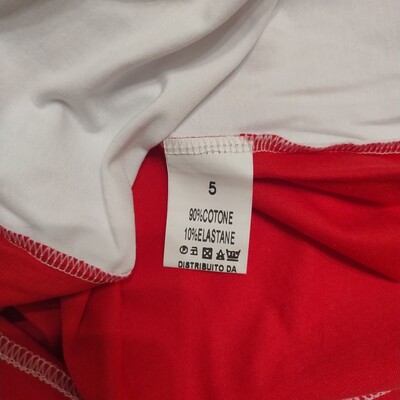 5
90%COTONE
10%ELASTANE
DISTRIBUITO DA